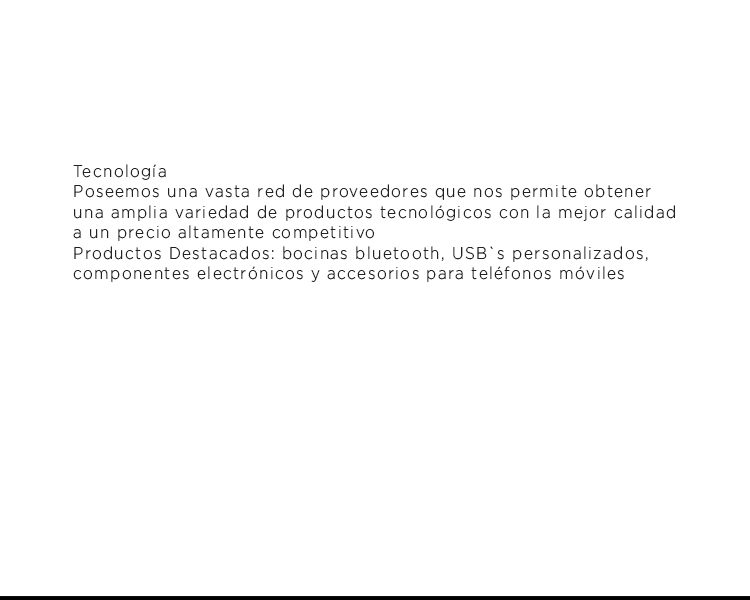 Tecnología
Poseemos una vasta red de proveedores que nos permite obtener
una amplia variedad de productos tecnológicos con la mejor calidad
a un precio altamente competitivo
Productos Destacados: bocinas bluetooth, USB`s personalizados,
componentes electrónicos y accesorios para teléfonos móviles